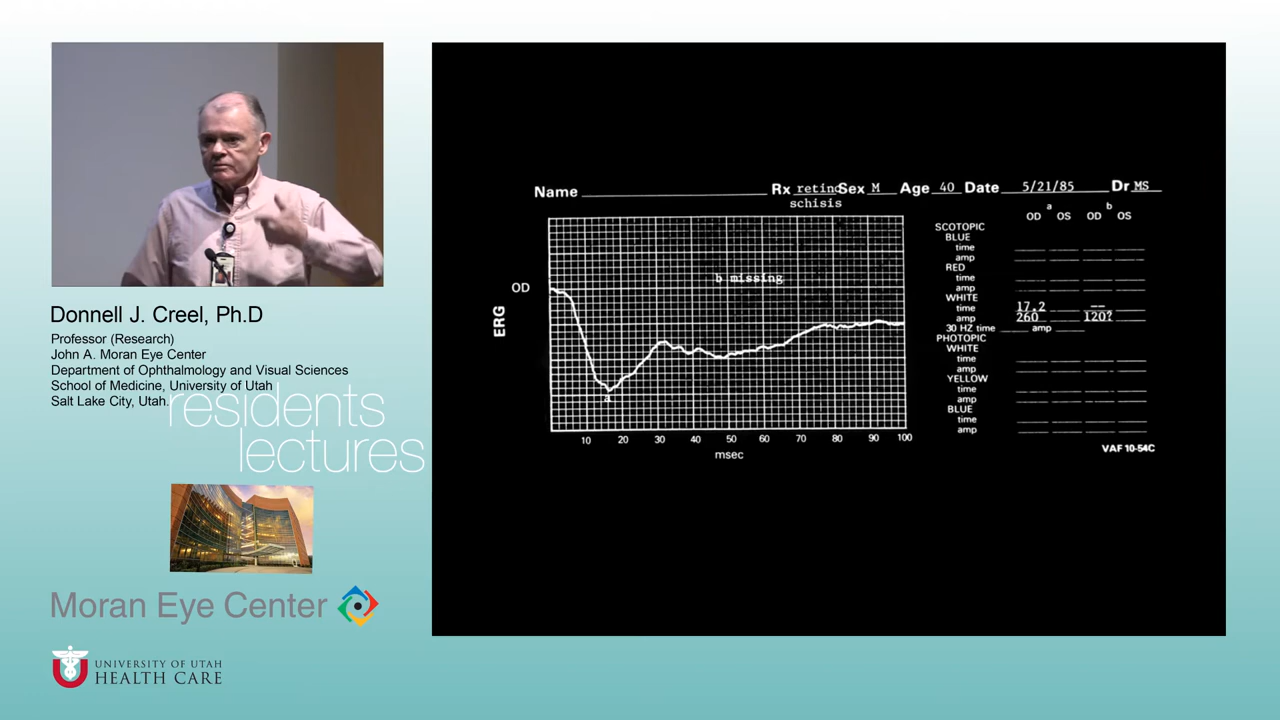 Name Rx retino Sex M Age 40 Date 5/21/85 Dr MS
schisis
a b
OD OS OD OS
SCOTOPIC
BLUE
time
amp
RED
time
amp
WHITE
time 17.2 --
amp 260 120?
30 HZ time amp
PHOTOPIC
WHITE
time
amp
YELLOW
time
amp
BLUE
time
amp
VAF 10-54C
b missing
OD
ERG
a
10 20 30 40 50 60 70 80 90 100
msec
Donnell J. Creel, Ph.D
Professor (Research)
John A. Moran Eye Center
Department of Ophthalmology and Visual Sciences
School of Medicine, University of Utah
Salt Lake City, Utah.
residents
lectures
Moran Eye Center
UNIVERSITY OF UTAH
HEALTH CARE